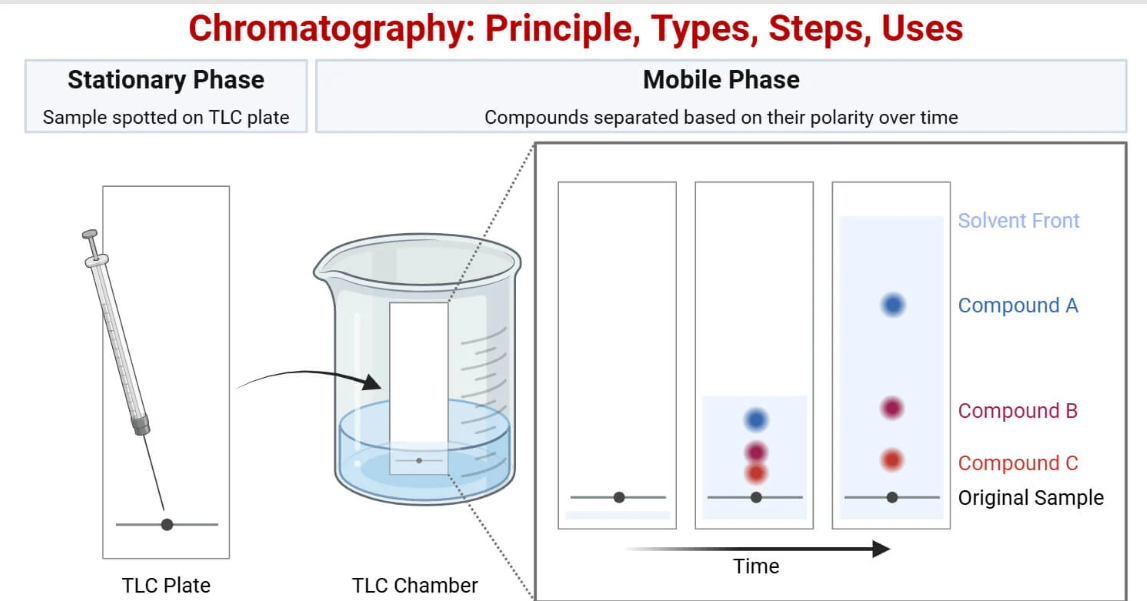 Chromatography: Principle, Types, Steps, Uses
Stationary Phase
Sample spotted on TLC plate
Mobile Phase
Compounds separated based on their polarity over time
Solvent Front
Compound A
Compound B
Compound C
Original Sample
Time
TLC Plate
TLC Chamber